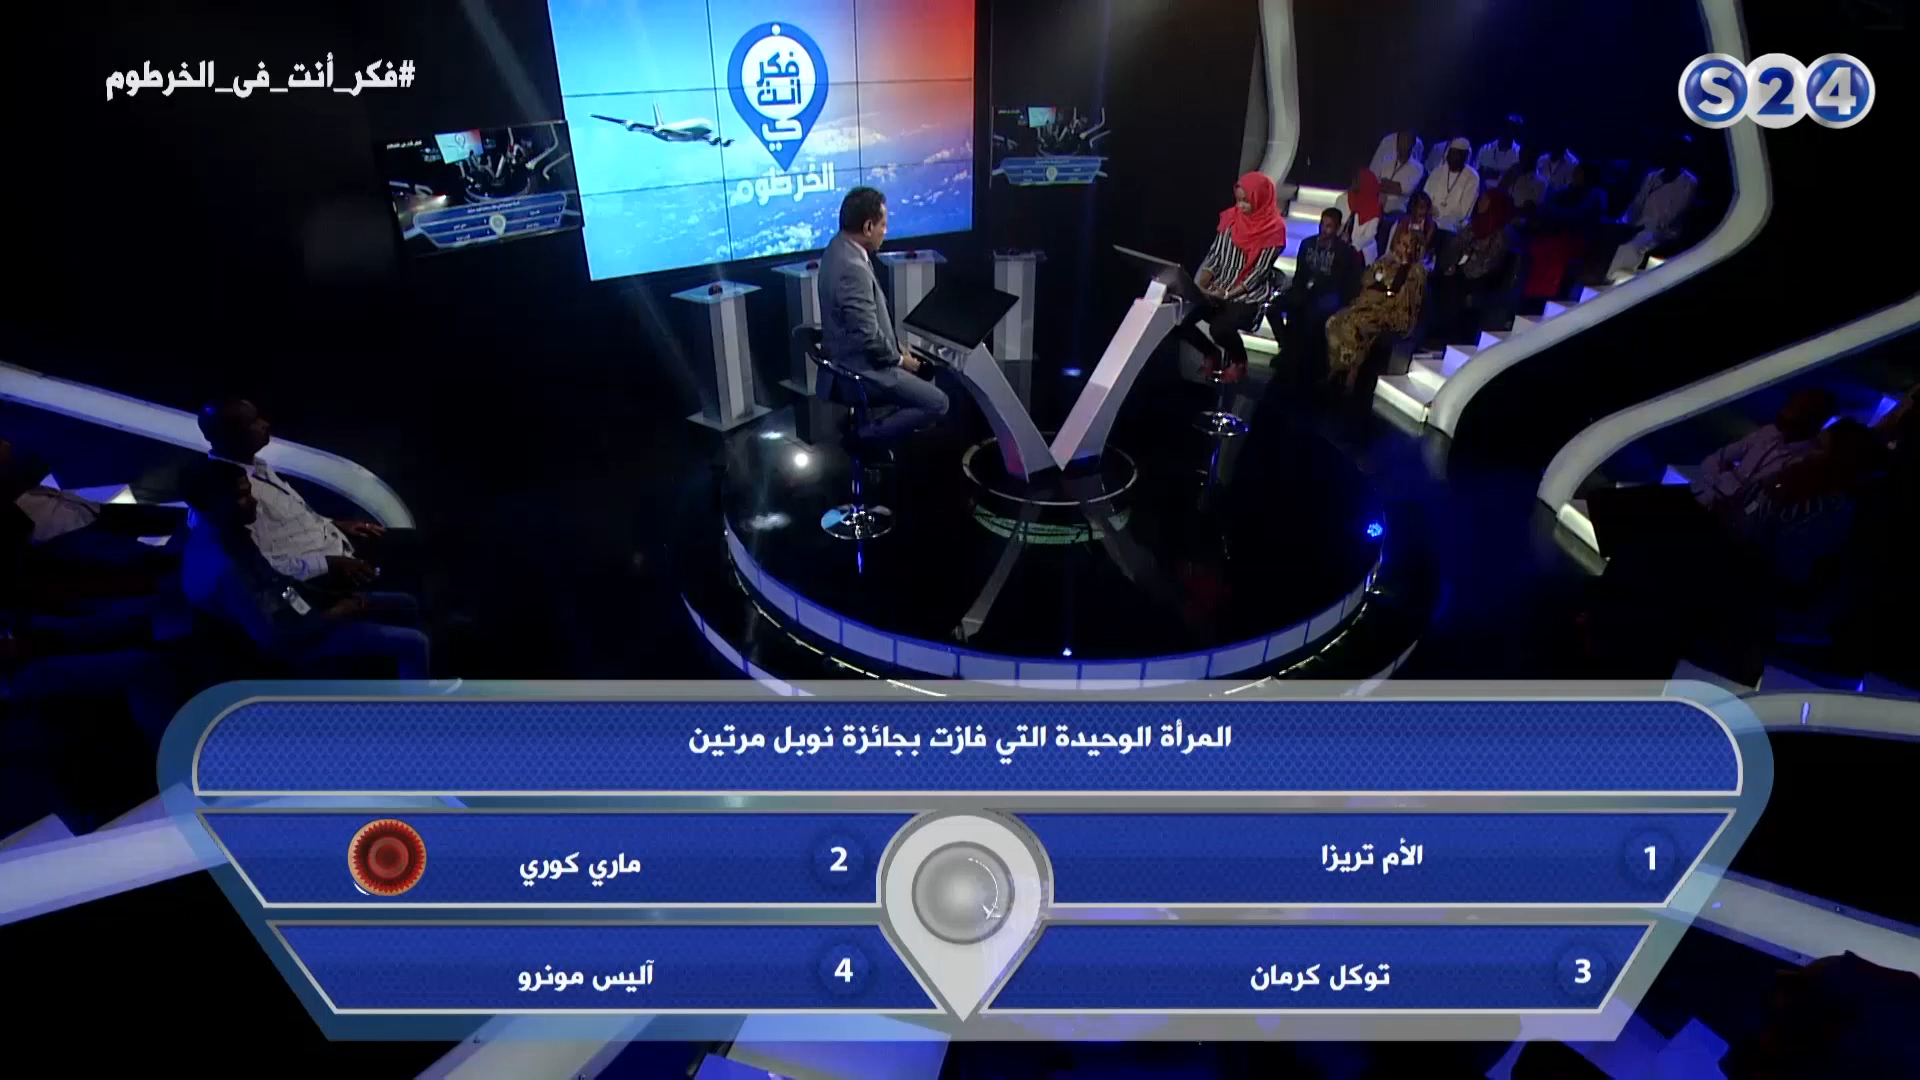 #فكر_أنت_فى_الخرطوم
S24
فكر
أنت
في
الخرطوم
المرأة الوحيدة التي فازت بجائزة نوبل مرتين
1 الأم تريزا
2 ماري كوري
3 توكل كرمان
4 آليس مونرو